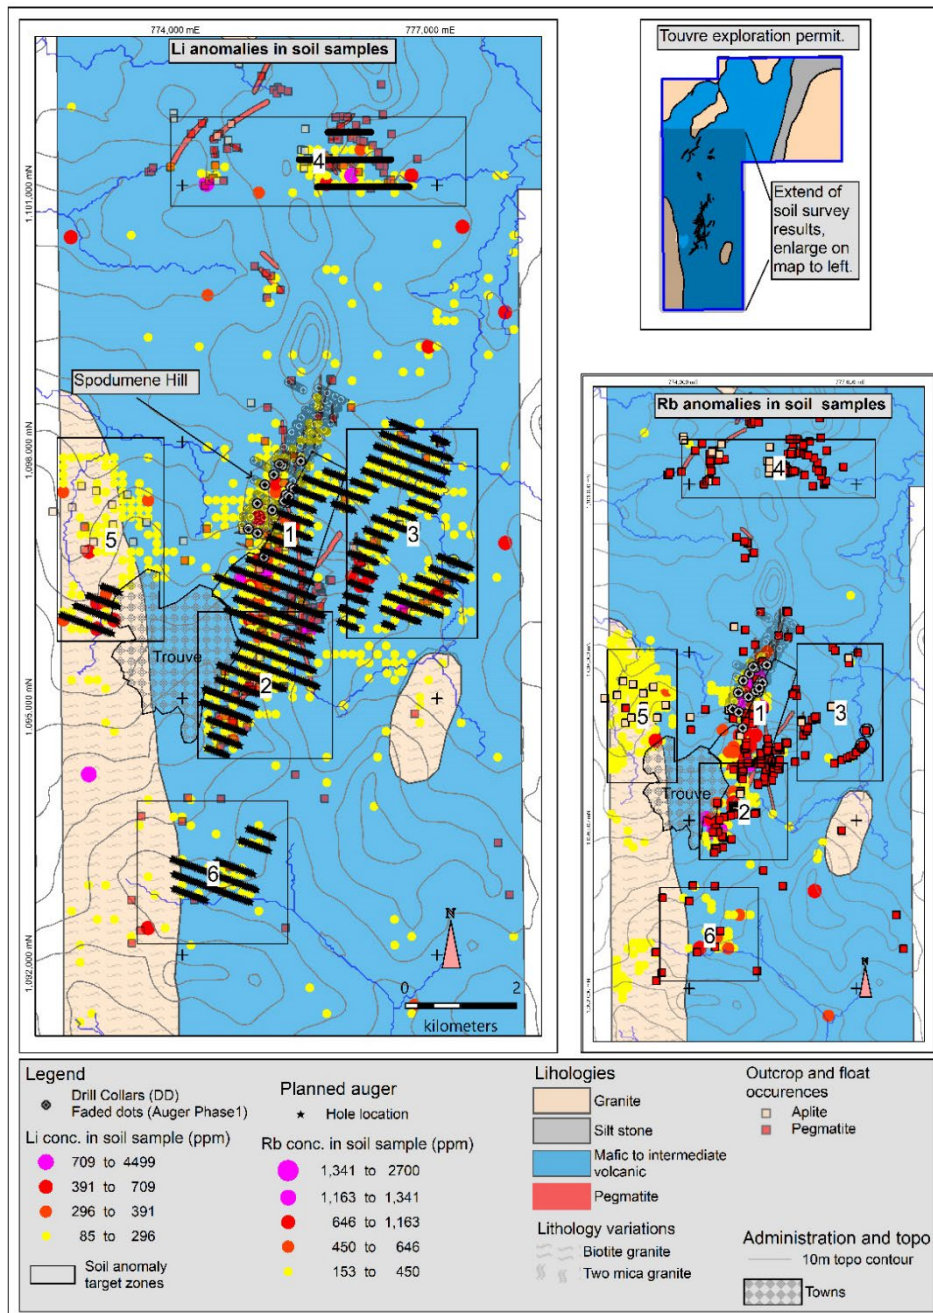 774,000 mE
777,000 mE
Li anomalies in soil samples
1,101,000 mN
4
Spodumene Hill
1,098,000 mN
1
3
5
Trouve
2
1,095,000 mN
6
N
1,092,000 mN
0
2
kilometers
Touvre exploration permit.
Extend of
soil survey
results,
enlarge on
map to left.
774,000 mE
777,000 mE
Rb anomalies in soil samples
4
1
3
5
Trouve
2
6
N
Legend
Drill Collars (DD)
Faded dots (Auger Phase1)
Li conc. in soil sample (ppm)
709 to 4499
391 to 709
296 to 391
85 to 296
Soil anomaly
target zones
Planned auger
Hole location
Rb conc. in soil sample (ppm)
1,341 to 2700
1,163 to 1,341
646 to 1,163
450 to 646
153 to 450
Lihologies
Granite
Silt stone
Mafic to intermediate
volcanic
Pegmatite
Lithology variations
Biotite granite
Two mica granite
Outcrop and float
occurences
Aplite
Pegmatite
Administration and topo
10m topo contour
Towns